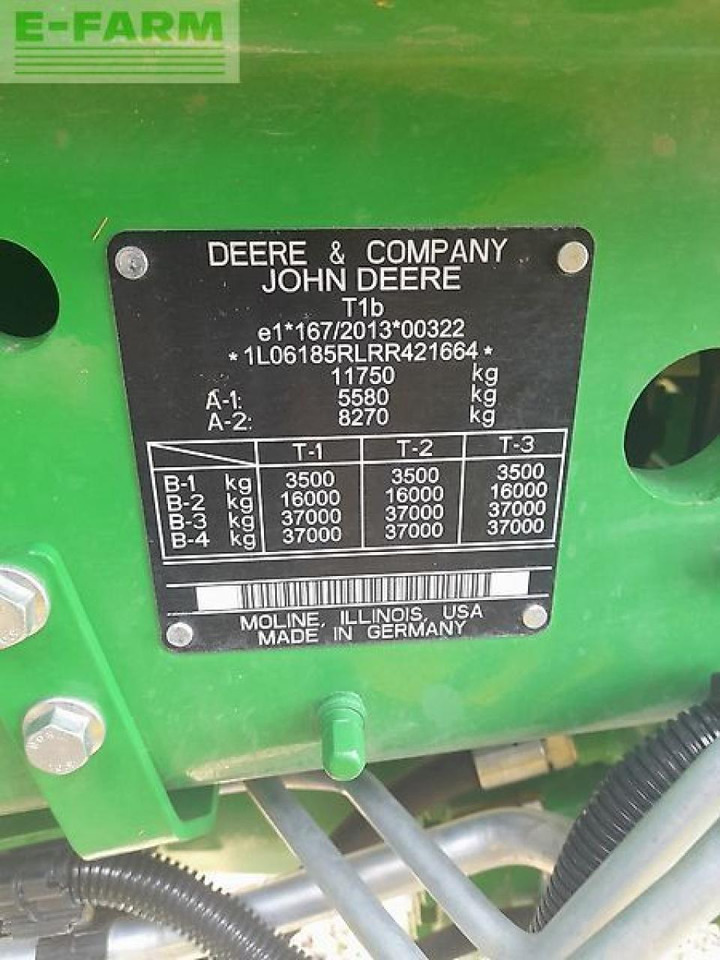 E-FARM
DEERE & COMPANY
JOHN DEERE
T1b
e1*167/2013*00322
*1L06185RLRR421664*
11750 kg
A-1: 5580 kg
A-2: 8270 kg
T-1 T-2 T-3
B-1 kg 3500 3500 3500
B-2 kg 16000 16000 16000
B-3 kg 37000 37000 37000
B-4 kg 37000 37000 37000
MOLINE, ILLINOIS, USA
MADE IN GERMANY